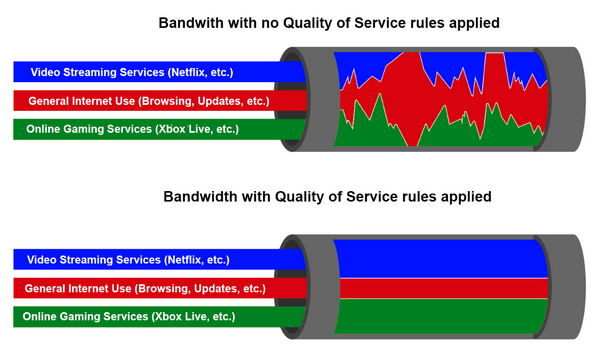 Bandwith with no Quality of Service rules applied
Video Streaming Services (Netflix, etc.)
General Internet Use (Browsing, Updates, etc.)
Online Gaming Services (Xbox Live, etc.)
Bandwidth with Quality of Service rules applied
Video Streaming Services (Netflix, etc.)
General Internet Use (Browsing, Updates, etc.)
Online Gaming Services (Xbox Live, etc.)